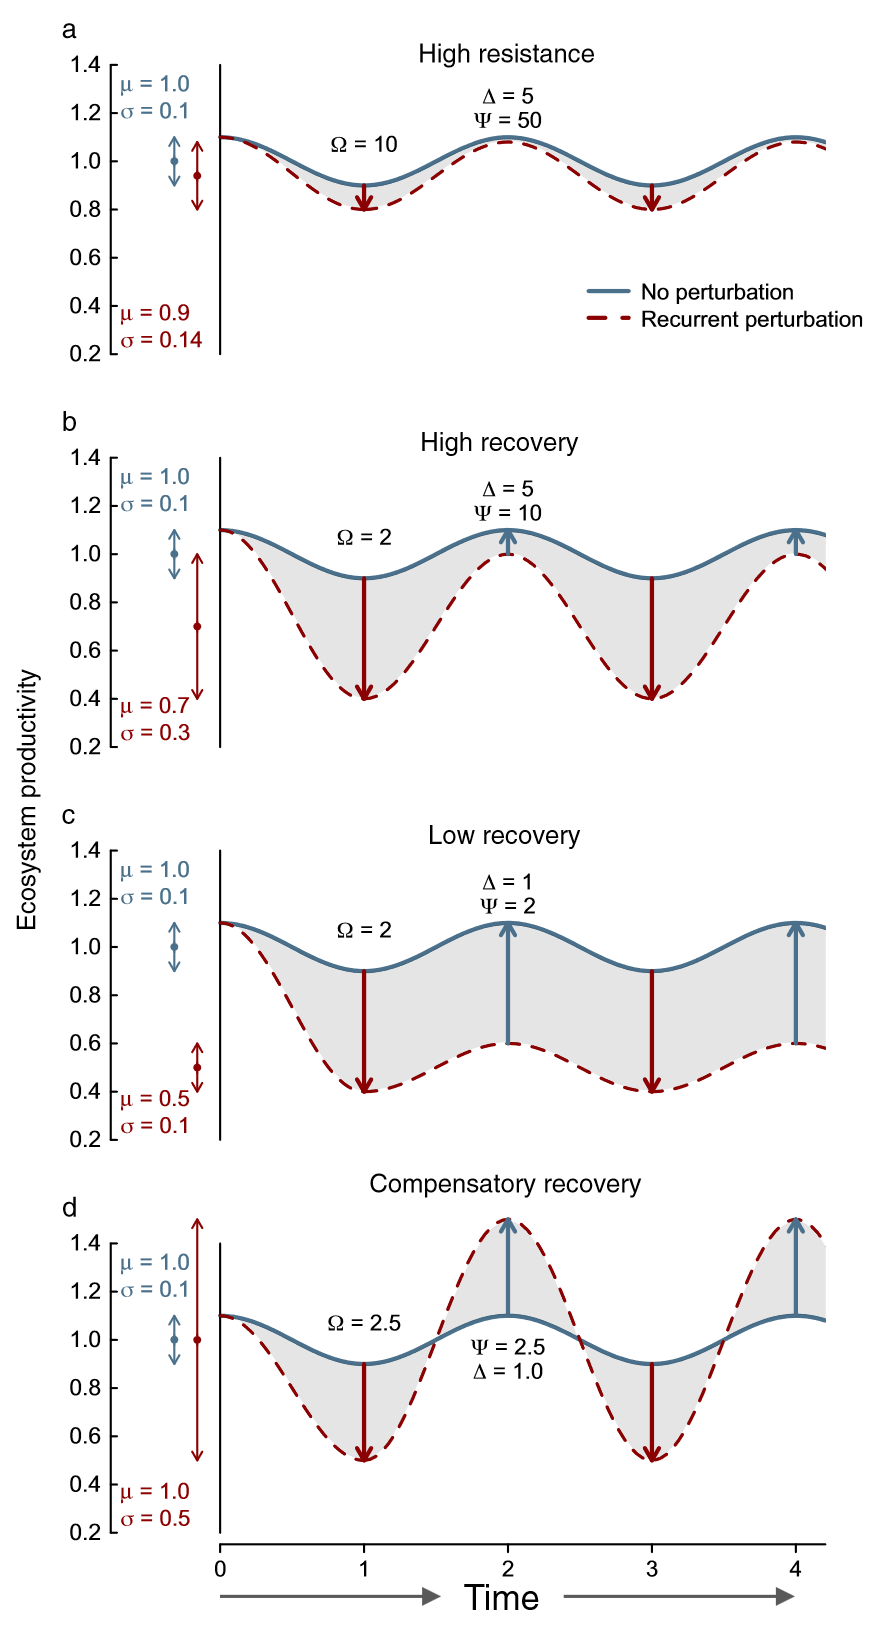 a
High resistance
1.4
1.2
1.0
0.8
0.6
0.4
0.2
μ = 1.0
σ = 0.1
μ = 0.9
σ = 0.14
Ω = 10
Δ = 5
Ψ = 50
No perturbation
Recurrent perturbation
b
High recovery
1.4
1.2
1.0
0.8
0.6
0.4
0.2
μ = 1.0
σ = 0.1
μ = 0.7
σ = 0.3
Ω = 2
Δ = 5
Ψ = 10
Ecosystem productivity
c
Low recovery
1.4
1.2
1.0
0.8
0.6
0.4
0.2
μ = 1.0
σ = 0.1
μ = 0.5
σ = 0.1
Ω = 2
Δ = 1
Ψ = 2
d
Compensatory recovery
1.4
1.2
1.0
0.8
0.6
0.4
0.2
μ = 1.0
σ = 0.1
μ = 1.0
σ = 0.5
Ω = 2.5
Ψ = 2.5
Δ = 1.0
0 1 2 3 4
Time